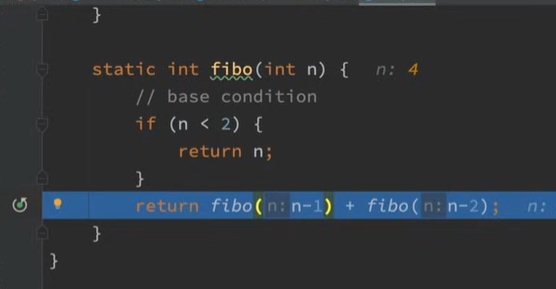 }
static int fibo(int n) {   n: 4
// base condition
if (n < 2) {
return n;
}
return fibo( n: n-1) + fibo( n: n-2);   n:
}
}